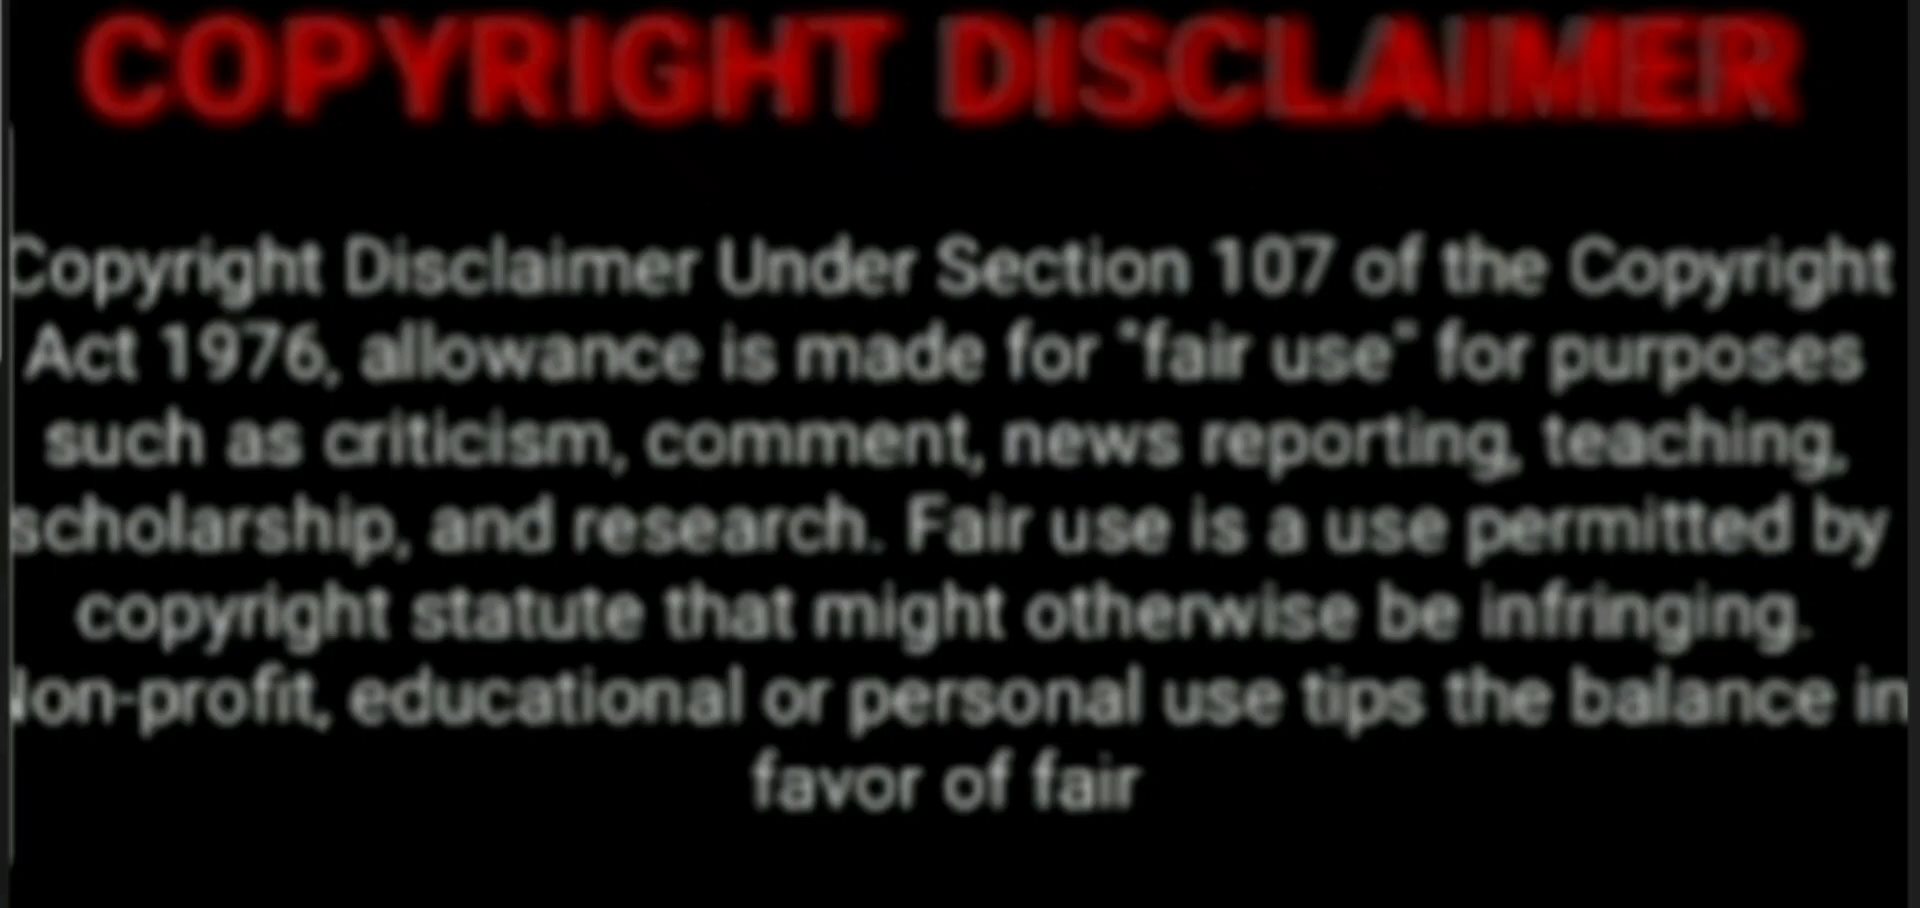 COPYRIGHT DISCLAIMER
Copyright Disclaimer Under Section 107 of the Copyright
Act 1976, allowance is made for "fair use" for purposes
such as criticism, comment, news reporting, teaching,
scholarship, and research. Fair use is a use permitted by
copyright statute that might otherwise be infringing.
Non-profit, educational or personal use tips the balance in
favor of fair